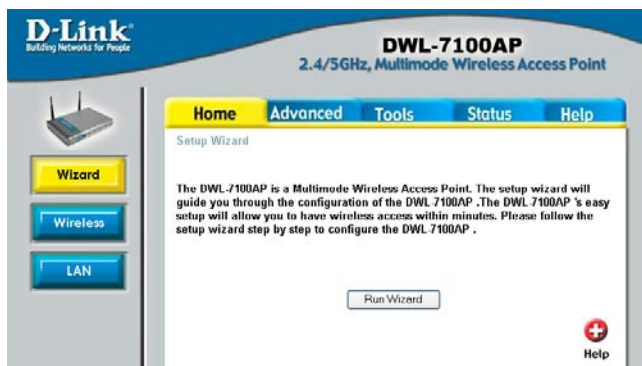 D-Link
Building Networks for People
DWL-7100AP
2.4/5GHz, Multimode Wireless Access Point
Home Advanced Tools Status Help
Setup Wizard
Wizard
Wireless
LAN
The DWL-7100AP is a Multimode Wireless Access Point. The setup wizard will
guide you through the configuration of the DWL-7100AP .The DWL-7100AP 's easy
setup will allow you to have wireless access within minutes. Please follow the
setup wizard step by step to configure the DWL-7100AP .
Run Wizard
Help